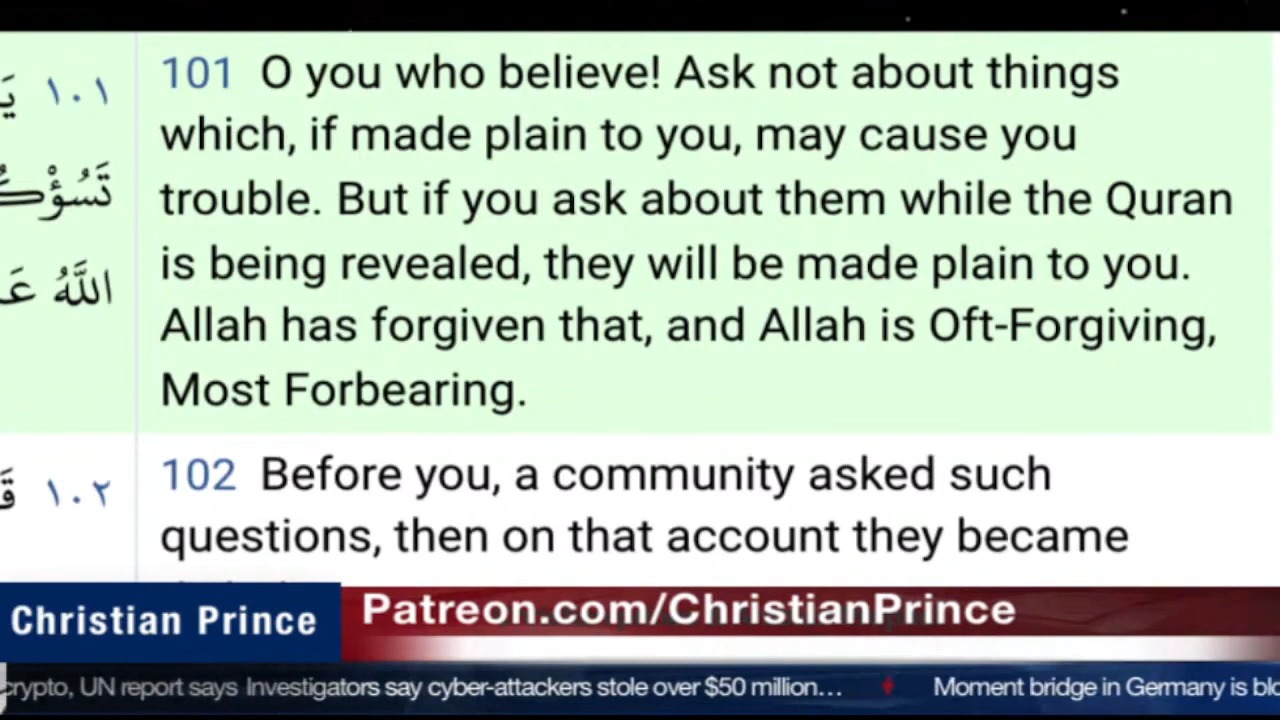 ١٠١
101 O you who believe! Ask not about things
which, if made plain to you, may cause you
تَسُؤْكُ
trouble. But if you ask about them while the Quran
is being revealed, they will be made plain to you.
اللَّهُ
Allah has forgiven that, and Allah is Oft-Forgiving,
Most Forbearing.
١٠٢
102 Before you, a community asked such
questions, then on that account they became
Christian Prince
Patreon.com/ChristianPrince
crypto, UN report says Investigators say cyber-attackers stole over $50 million…
Moment bridge in Germany is blo